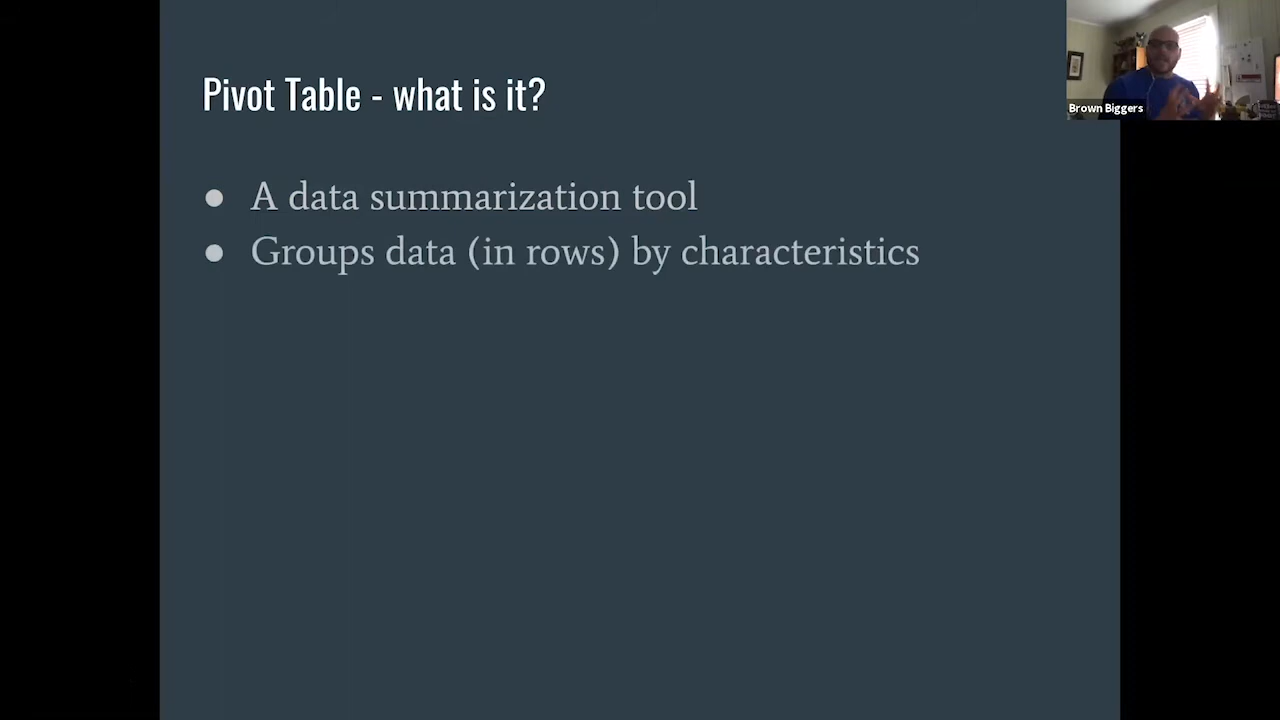 Pivot Table - what is it?
● A data summarization tool
● Groups data (in rows) by characteristics
Brown Biggers